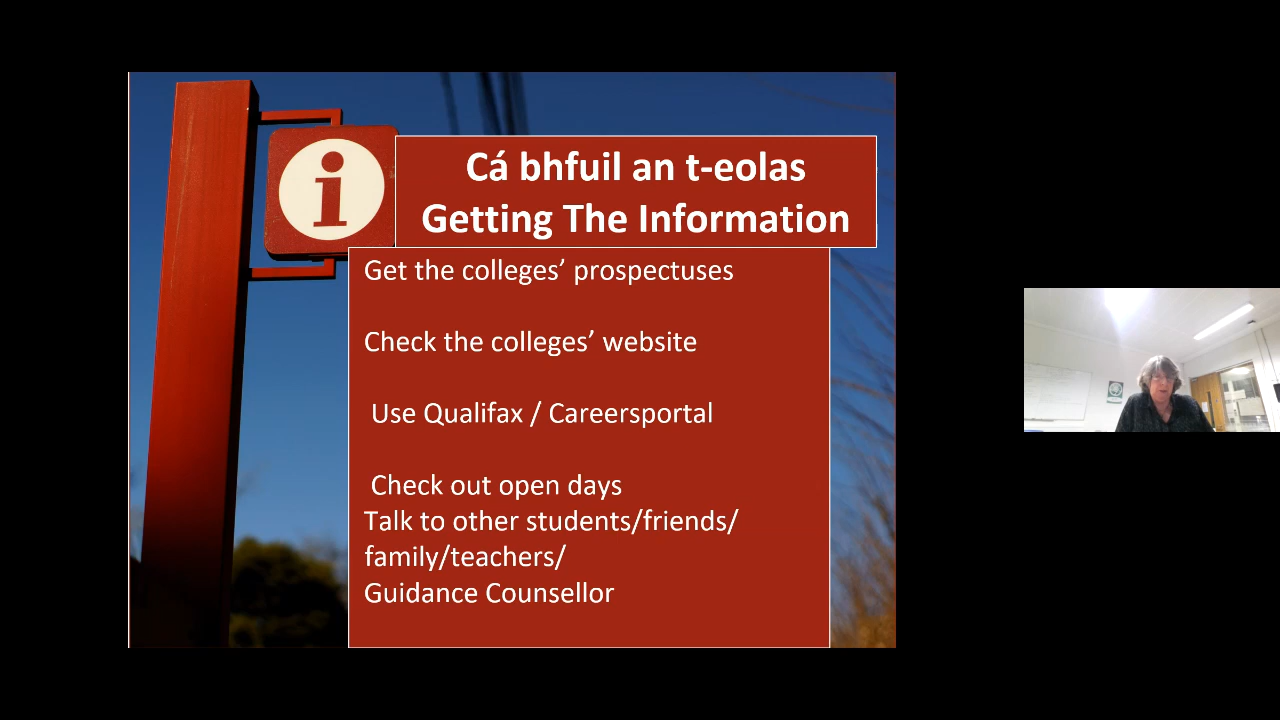 i
Cá bhfuil an t-eolas
Getting The Information
Get the colleges’ prospectuses
Check the colleges’ website
Use Qualifax / Careersportal
Check out open days
Talk to other students/friends/
family/teachers/
Guidance Counsellor